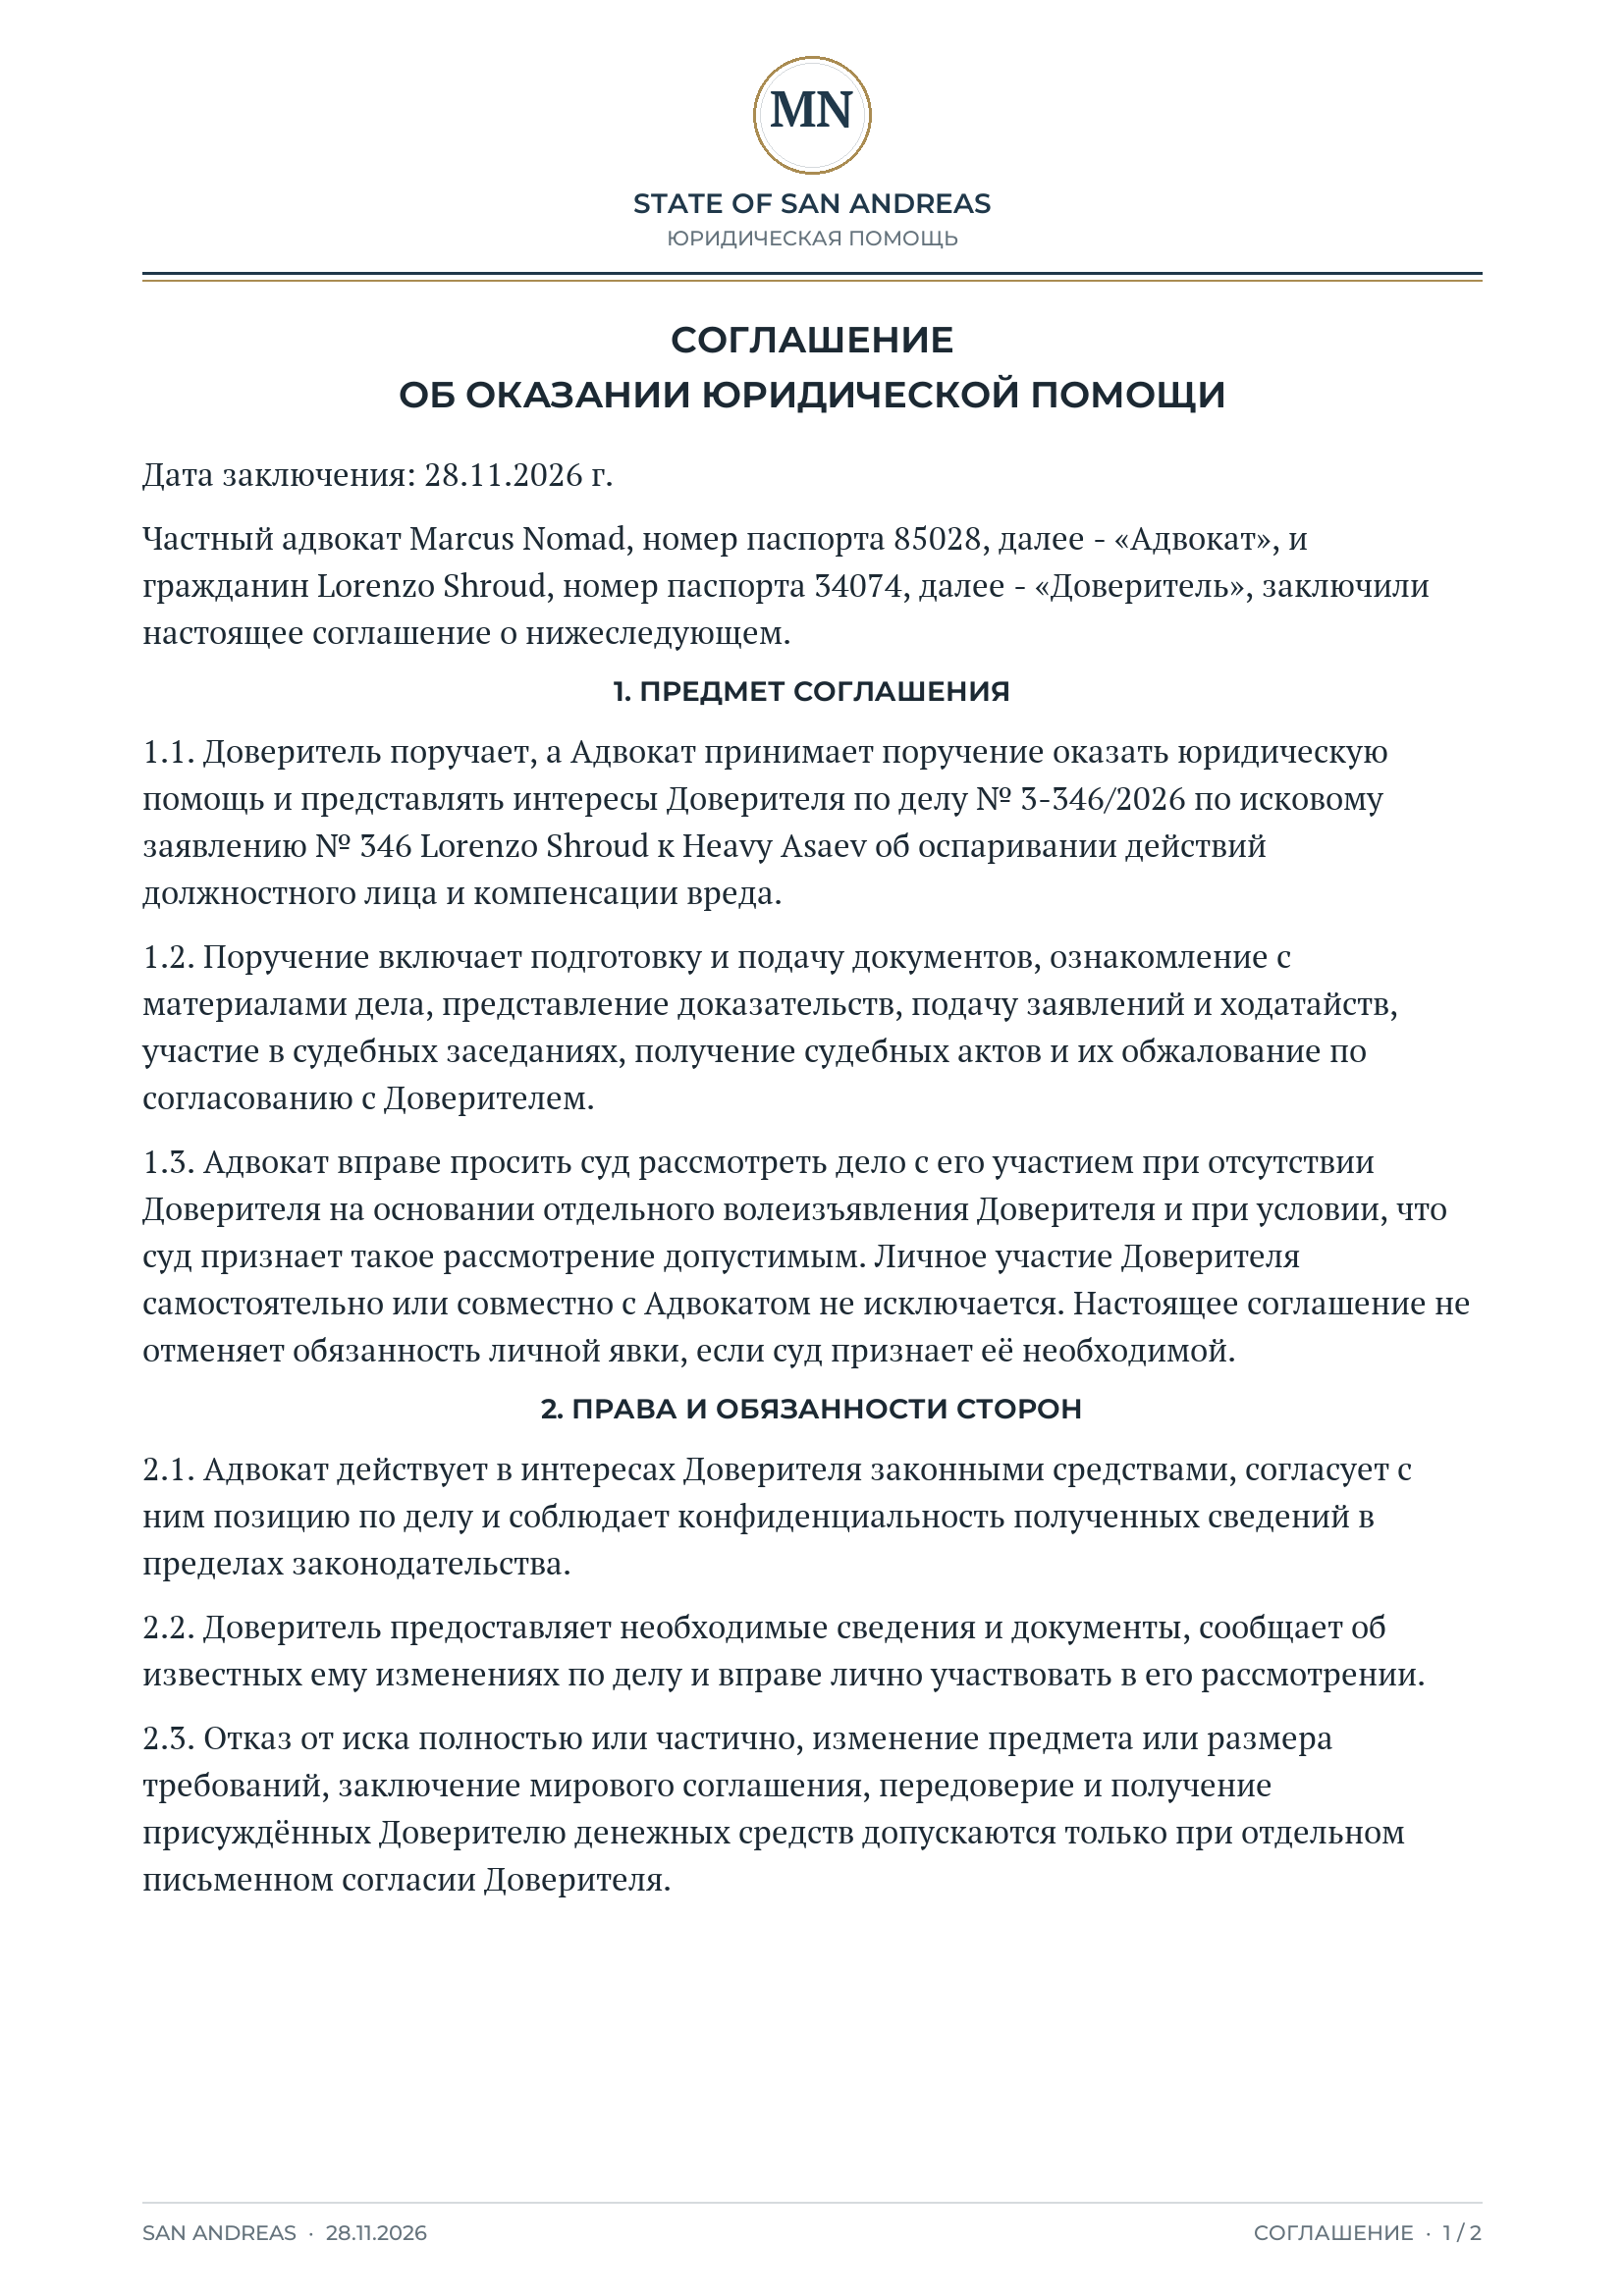 MN
STATE OF SAN ANDREAS
ЮРИДИЧЕСКАЯ ПОМОЩЬ
СОГЛАШЕНИЕ
ОБ ОКАЗАНИИ ЮРИДИЧЕСКОЙ ПОМОЩИ
Дата заключения: 28.11.2026 г.
Частный адвокат Marcus Nomad, номер паспорта 85028, далее - «Адвокат», и
гражданин Lorenzo Shroud, номер паспорта 34074, далее - «Доверитель», заключили
настоящее соглашение о нижеследующем.
1. ПРЕДМЕТ СОГЛАШЕНИЯ
1.1. Доверитель поручает, а Адвокат принимает поручение оказать юридическую
помощь и представлять интересы Доверителя по делу № 3-346/2026 по исковому
заявлению № 346 Lorenzo Shroud к Heavy Asaev об оспаривании действий
должностного лица и компенсации вреда.
1.2. Поручение включает подготовку и подачу документов, ознакомление с
материалами дела, представление доказательств, подачу заявлений и ходатайств,
участие в судебных заседаниях, получение судебных актов и их обжалование по
согласованию с Доверителем.
1.3. Адвокат вправе просить суд рассмотреть дело с его участием при отсутствии
Доверителя на основании отдельного волеизъявления Доверителя и при условии, что
суд признает такое рассмотрение допустимым. Личное участие Доверителя
самостоятельно или совместно с Адвокатом не исключается. Настоящее соглашение не
отменяет обязанность личной явки, если суд признает её необходимой.
2. ПРАВА И ОБЯЗАННОСТИ СТОРОН
2.1. Адвокат действует в интересах Доверителя законными средствами, согласует с
ним позицию по делу и соблюдает конфиденциальность полученных сведений в
пределах законодательства.
2.2. Доверитель предоставляет необходимые сведения и документы, сообщает об
известных ему изменениях по делу и вправе лично участвовать в его рассмотрении.
2.3. Отказ от иска полностью или частично, изменение предмета или размера
требований, заключение мирового соглашения, передоверие и получение
присуждённых Доверителю денежных средств допускаются только при отдельном
письменном согласии Доверителя.
SAN ANDREAS · 28.11.2026
СОГЛАШЕНИЕ · 1 / 2